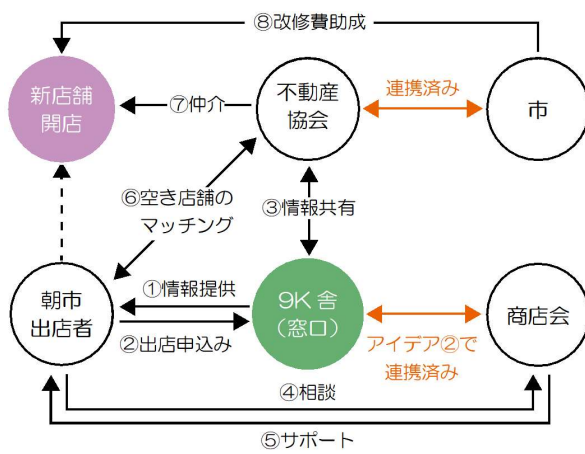 ⑧改修費助成
新店舗
開店
⑦仲介
不動産
協会
連携済み
市
⑥空き店舗の
マッチング
③情報共有
朝市
出店者
①情報提供
②出店申込み
9K舎
（窓口）
アイデア②で
連携済み
商店会
④相談
⑤サポート